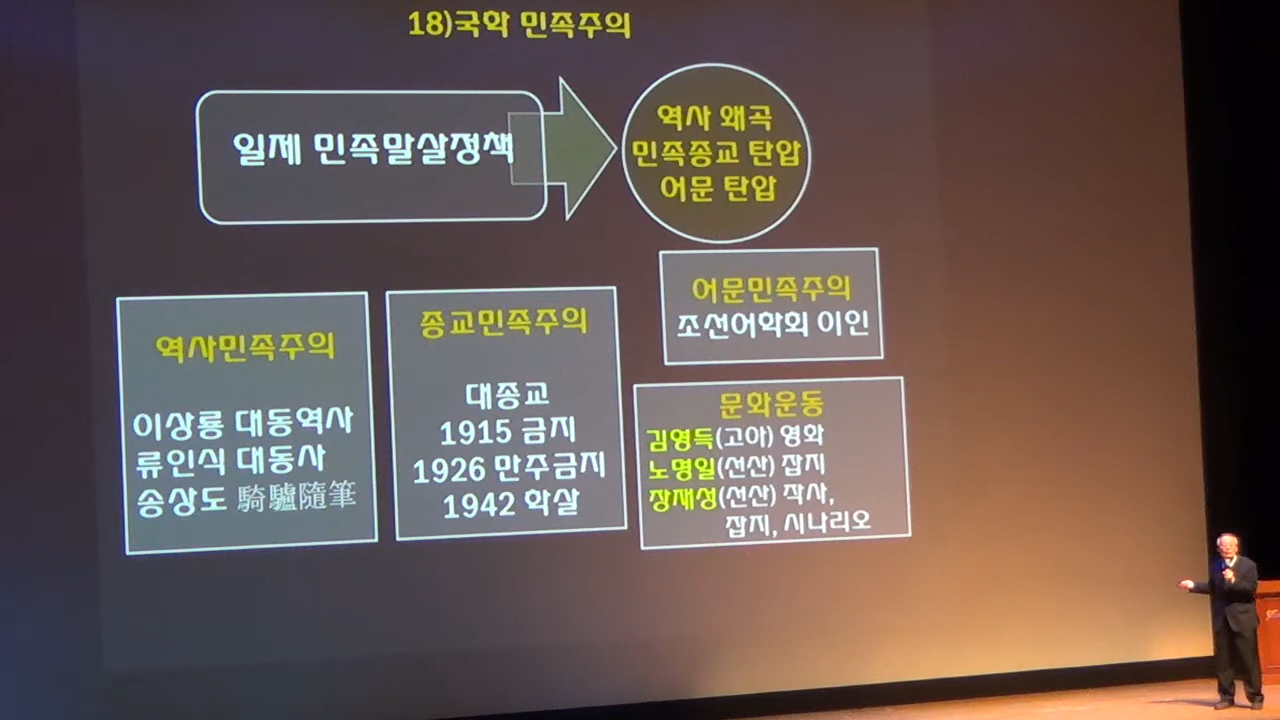 18)국학 민족주의
일제 민족말살정책
역사 왜곡
민족종교 탄압
어문 탄압
역사민족주의
이상룡 대동역사
류인식 대동사
송상도 騎驢隨筆
종교민족주의
대종교
1915 금지
1926 만주금지
1942 학살
어문민족주의
조선어학회 이인
문화운동
김영득(고아) 영화
노명일(선산) 잡지
장재성(선산) 작사,
잡지, 시나리오